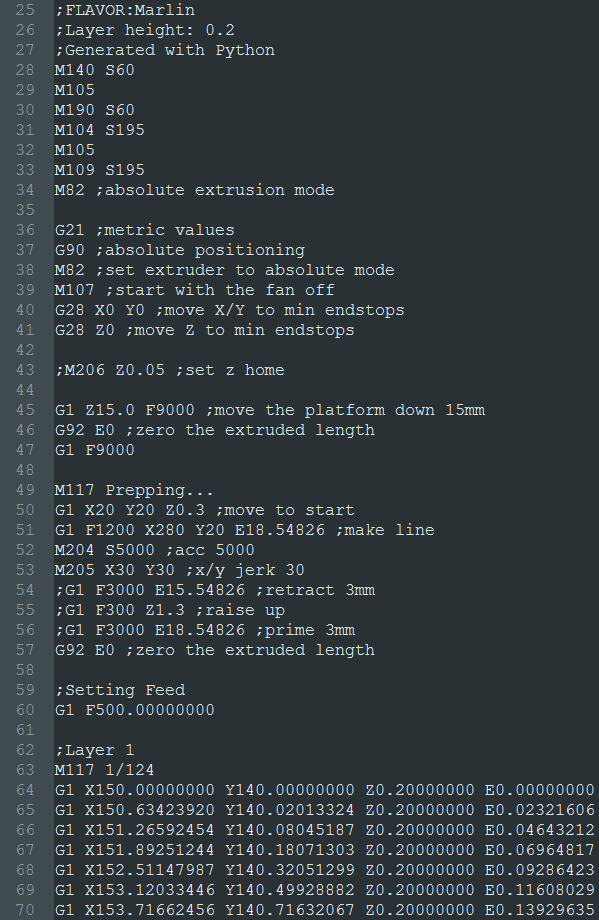 25 ;FLAVOR:Marlin
26 ;Layer height: 0.2
27 ;Generated with Python
28 M140 S60
29 M105
30 M190 S60
31 M104 S195
32 M105
33 M109 S195
34 M82 ;absolute extrusion mode
35
36 G21 ;metric values
37 G90 ;absolute positioning
38 M82 ;set extruder to absolute mode
39 M107 ;start with the fan off
40 G28 X0 Y0 ;move X/Y to min endstops
41 G28 Z0 ;move Z to min endstops
42
43 ;M206 Z0.05 ;set z home
44
45 G1 Z15.0 F9000 ;move the platform down 15mm
46 G92 E0 ;zero the extruded length
47 G1 F9000
48
49 M117 Prepping...
50 G1 X20 Y20 Z0.3 ;move to start
51 G1 F1200 X280 Y20 E18.54826 ;make line
52 M204 S5000 ;acc 5000
53 M205 X30 Y30 ;x/y jerk 30
54 ;G1 F3000 E15.54826 ;retract 3mm
55 ;G1 F300 Z1.3 ;raise up
56 ;G1 F3000 E18.54826 ;prime 3mm
57 G92 E0 ;zero the extruded length
58
59 ;Setting Feed
60 G1 F500.00000000
61
62 ;Layer 1
63 M117 1/124
64 G1 X150.00000000 Y140.00000000 Z0.20000000 E0.00000000
65 G1 X150.63423920 Y140.02013324 Z0.20000000 E0.02321606
66 G1 X151.26592454 Y140.08045187 Z0.20000000 E0.04643212
67 G1 X151.89251244 Y140.18071303 Z0.20000000 E0.06964817
68 G1 X152.51147987 Y140.32051299 Z0.20000000 E0.09286423
69 G1 X153.12033446 Y140.49928882 Z0.20000000 E0.11608029
70 G1 X153.71662456 Y140.71632067 Z0.20000000 E0.13929635